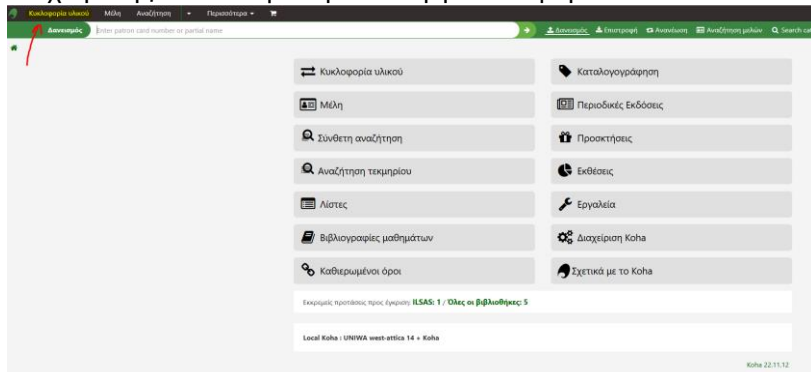 Κυκλοφορία υλικού Μέλη Αναζήτηση Περισσότερα
Δανεισμός Enter patron card number or partial name Δανεισμός Επιστροφή Ανανέωση Αναζήτηση μελών Search cat
Κυκλοφορία υλικού Καταλογογράφηση
Μέλη Περιοδικές Εκδόσεις
Σύνθετη αναζήτηση Προσκτήσεις
Αναζήτηση τεκμηρίου Εκθέσεις
Λίστες Εργαλεία
Βιβλιογραφίες μαθημάτων Διαχείριση Koha
Καθιερωμένοι όροι Σχετικά με το Koha
Εκκρεμείς προτάσεις προς έγκριση: ILSAS: 1 / Όλες οι βιβλιοθήκες: 5
Local Koha : UNIWA west-attica 14 + Koha
Koha 22.11.12